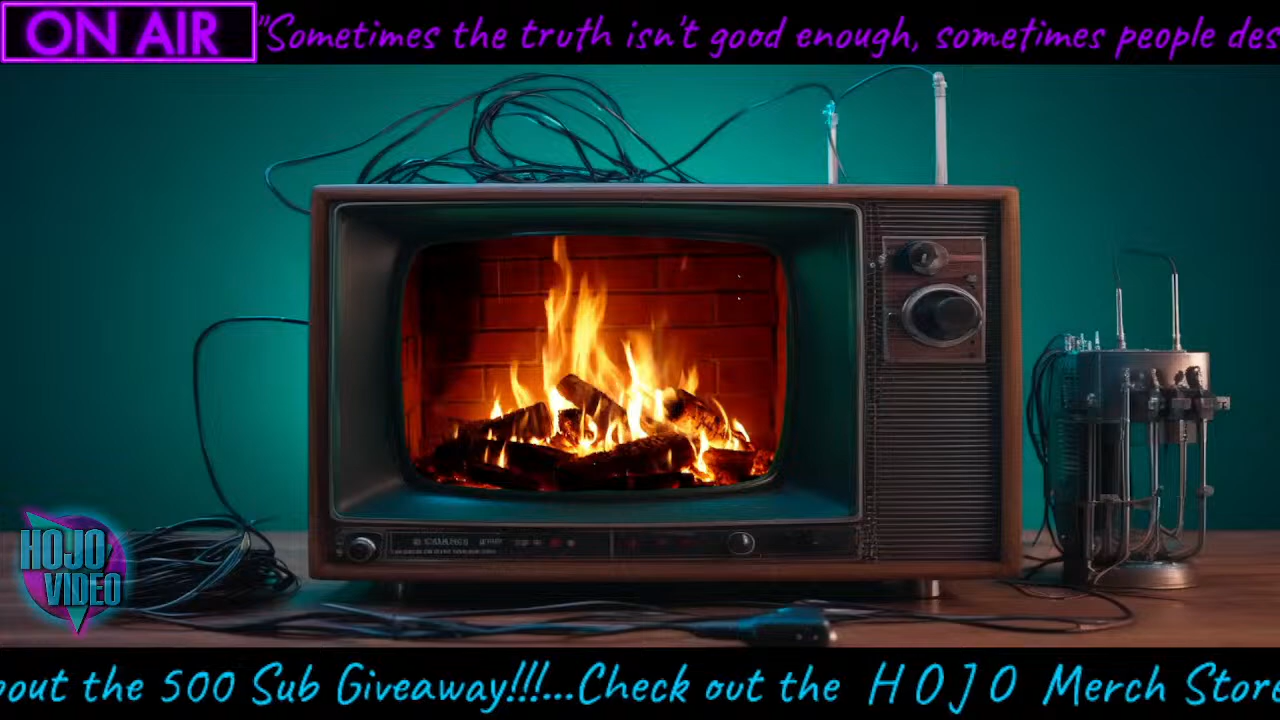 ON AIR
"Sometimes the truth isn't good enough, sometimes people des
HOJO
VIDEO
out the 500 Sub Giveaway!!!...Check out the HOJO Merch Store